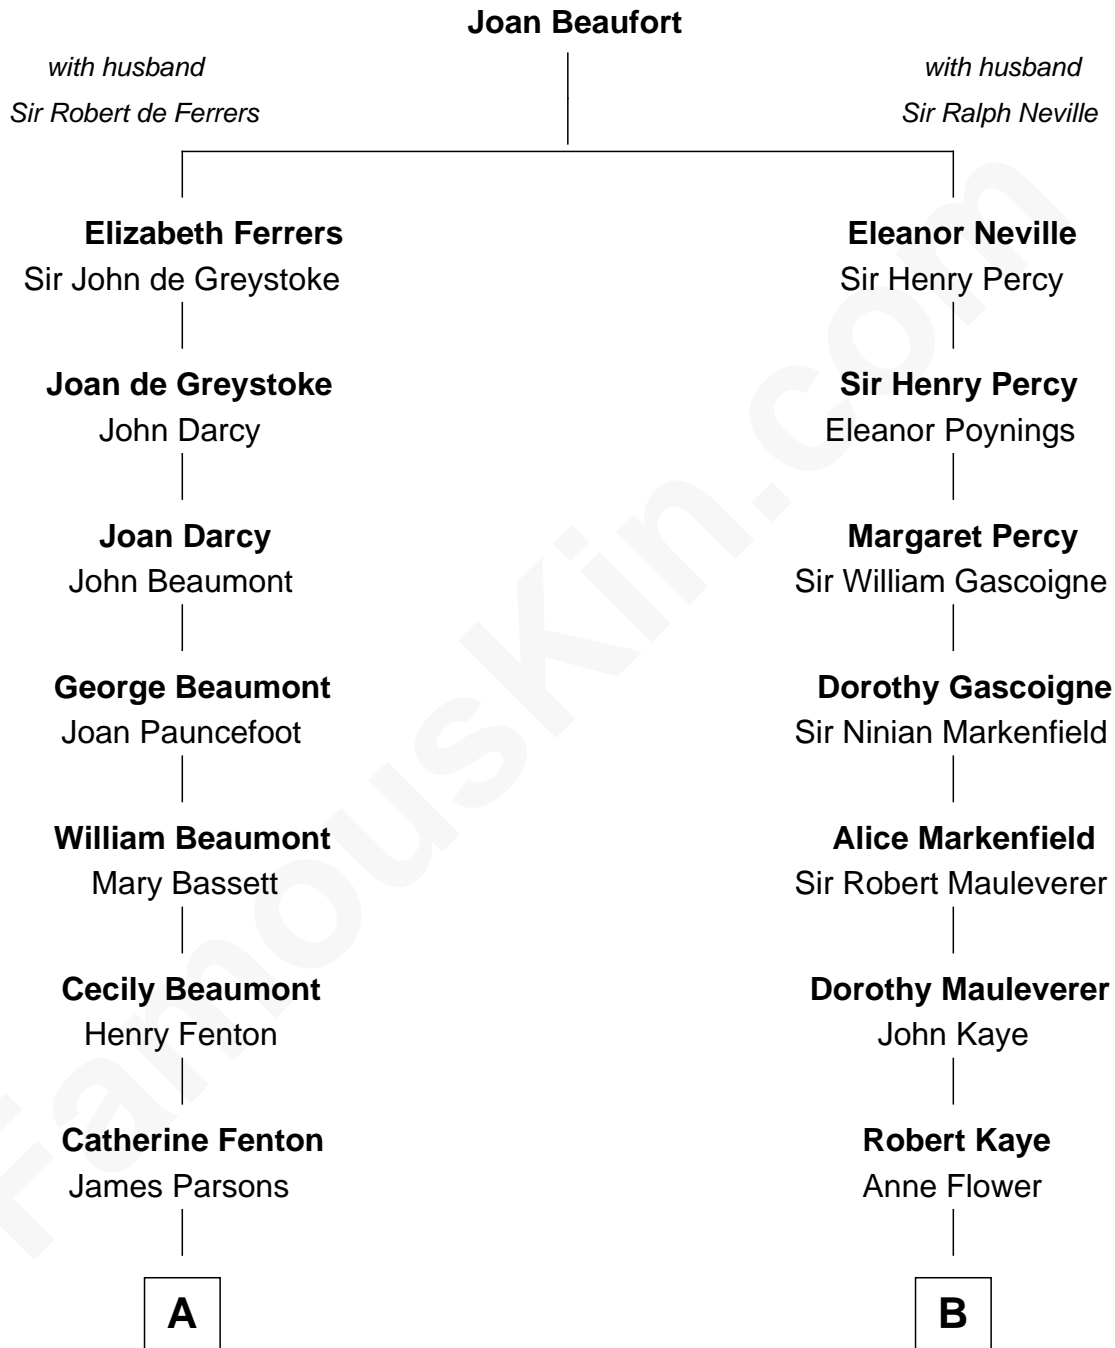 Joan Beaufort
with husband
Sir Robert de Ferrers
with husband
Sir Ralph Neville
Elizabeth Ferrers
Sir John de Greystoke
Eleanor Neville
Sir Henry Percy
Joan de Greystoke
John Darcy
Sir Henry Percy
Eleanor Poynings
Joan Darcy
John Beaumont
Margaret Percy
Sir William Gascoigne
George Beaumont
Joan Pauncefoot
Dorothy Gascoigne
Sir Ninian Markenfield
William Beaumont
Mary Bassett
Alice Markenfield
Sir Robert Mauleverer
Cecily Beaumont
Henry Fenton
Dorothy Mauleverer
John Kaye
Catherine Fenton
James Parsons
Robert Kaye
Anne Flower
A
B
FamousKin.com